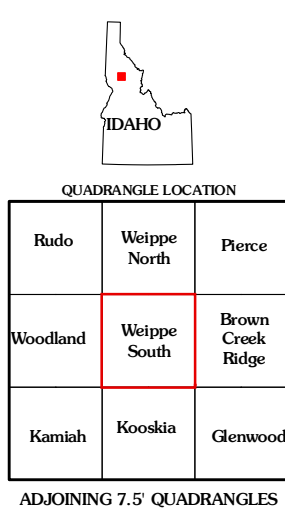 IDAHO
QUADRANGLE LOCATION
Rudo
Weippe
North
Pierce
Woodland
Weippe
South
Brown
Creek
Ridge
Kamiah
Kooskia
Glenwood
ADJOINING 7.5' QUADRANGLES